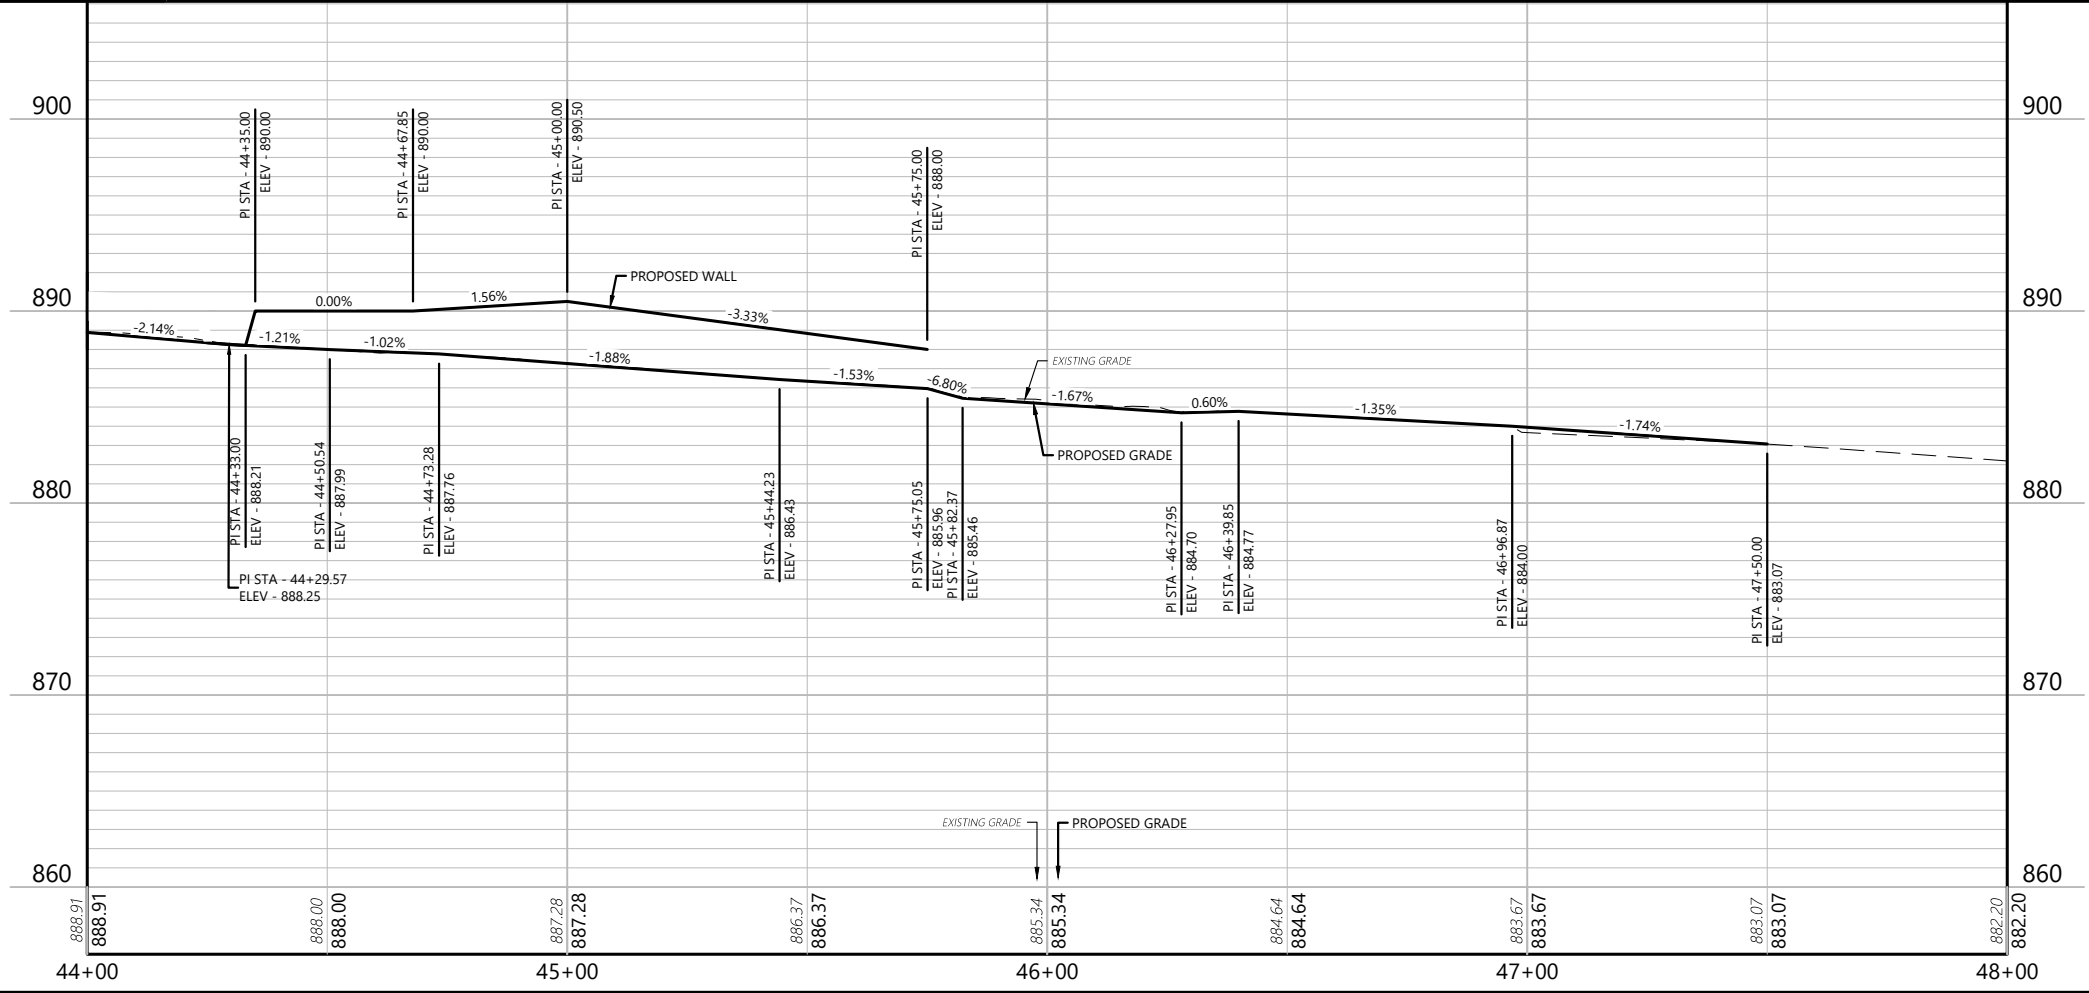 900
900
890
890
880
880
870
870
860
860
PI STA - 44+35.00
ELEV - 890.00
PI STA - 44+67.85
ELEV - 890.00
PI STA - 45+00.00
ELEV - 890.50
PI STA - 45+75.00
ELEV - 888.00
PROPOSED WALL
0.00%
1.56%
-3.33%
-2.14%
-1.21%
-1.02%
-1.88%
-1.53%
-6.80%
-1.67%
0.60%
-1.35%
-1.74%
EXISTING GRADE
PROPOSED GRADE
PI STA - 44+33.00
ELEV - 888.21
PI STA - 44+50.54
ELEV - 887.99
PI STA - 44+73.28
ELEV - 887.76
PI STA - 45+44.23
ELEV - 886.43
PI STA - 45+75.05
ELEV - 885.96
PI STA - 45+82.37
ELEV - 885.46
PI STA - 46+27.95
ELEV - 884.70
PI STA - 46+39.85
ELEV - 884.77
PI STA - 46+96.87
ELEV - 884.00
PI STA - 47+50.00
ELEV - 883.07
PI STA - 44+29.57
ELEV - 888.25
EXISTING GRADE
PROPOSED GRADE
888.91
888.91
888.00
888.00
887.28
887.28
886.37
886.37
885.34
885.34
884.64
884.64
883.67
883.67
883.07
883.07
882.20
882.20
44+00
45+00
46+00
47+00
48+00